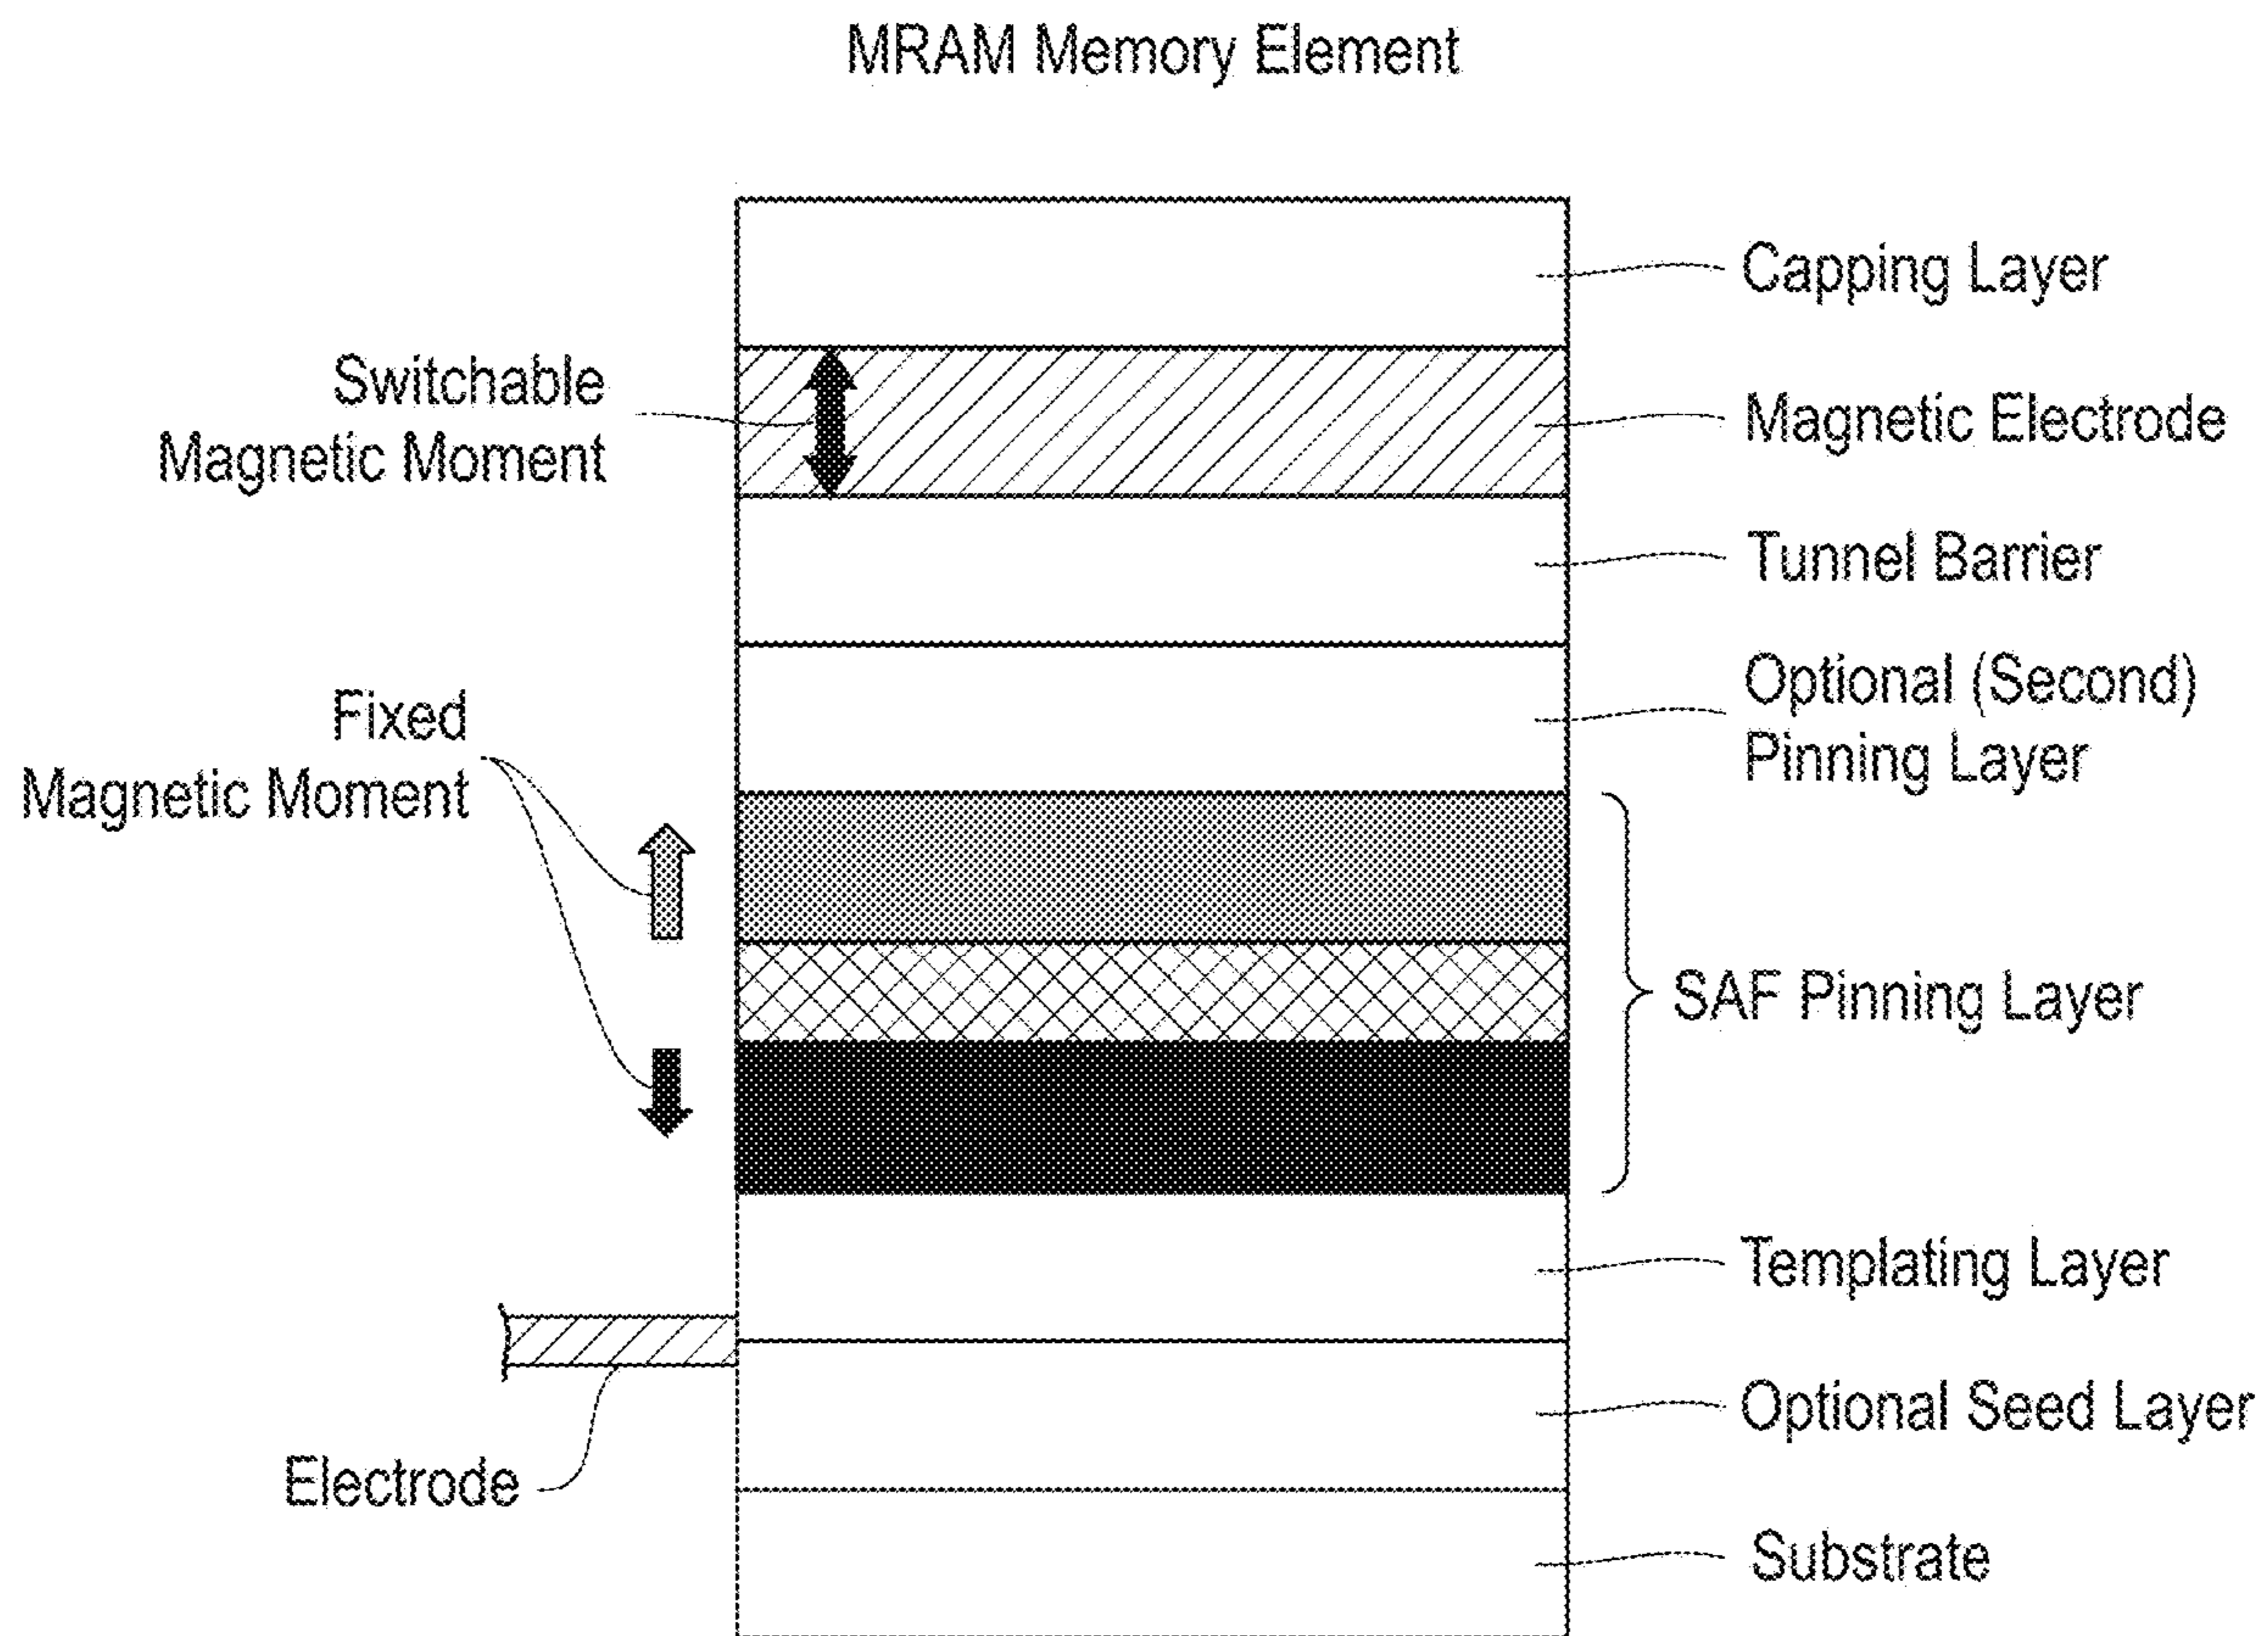 MRAM Memory Element
Capping Layer
Switchable
Magnetic Moment
Magnetic Electrode
Tunnel Barrier
Optional (Second)
Pinning Layer
Fixed
Magnetic Moment
SAF Pinning Layer
Templating Layer
Optional Seed Layer
Electrode
Substrate